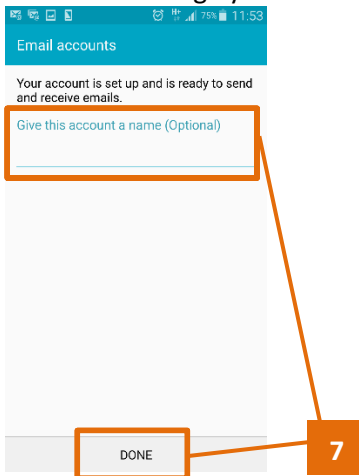 75% 11:53
Email accounts
Your account is set up and is ready to send
and receive emails.
Give this account a name (Optional)
DONE
7